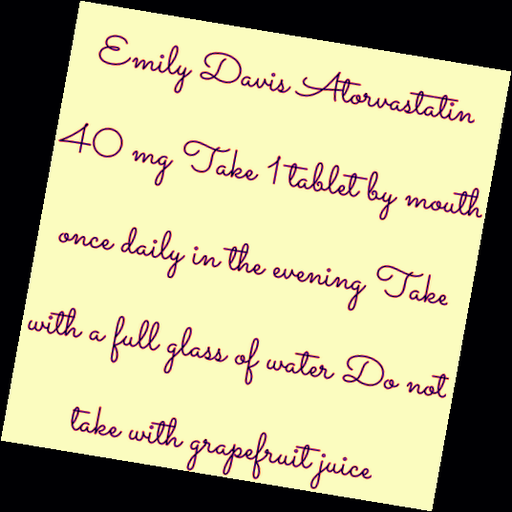 Emily Davis Atorvastatin
40 mg Take 1 tablet by mouth
once daily in the evening Take
with a full glass of water Do not
take with grapefruit juice